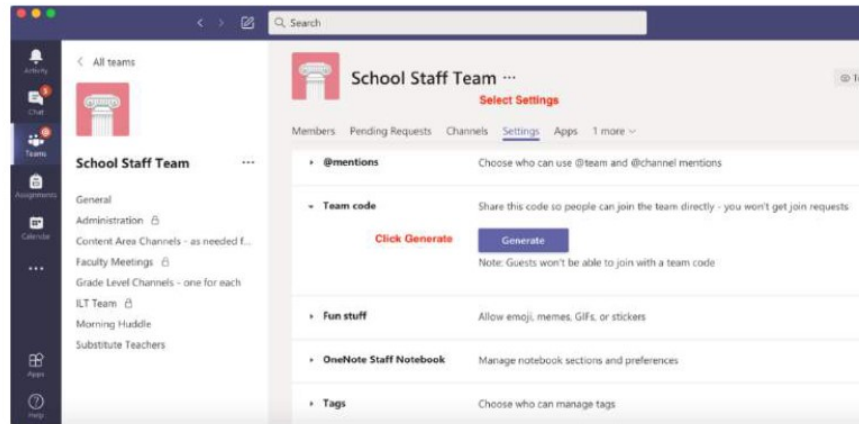 Search
Activity
5
Chat
Teams
Assignments
Calendar
Apps
Help
All teams
School Staff Team ...
General
Administration
Content Area Channels - as needed f...
Faculty Meetings
Grade Level Channels - one for each
ILT Team
Morning Huddle
Substitute Teachers
School Staff Team ...
Select Settings
Members Pending Requests Channels Settings Apps 1 more
@mentions Choose who can use @team and @channel mentions
Team code Share this code so people can join the team directly - you won't get join requests
Click Generate Generate
Note: Guests won't be able to join with a team code
Fun stuff Allow emoji, memes, GIFs, or stickers
OneNote Staff Notebook Manage notebook sections and preferences
Tags Choose who can manage tags